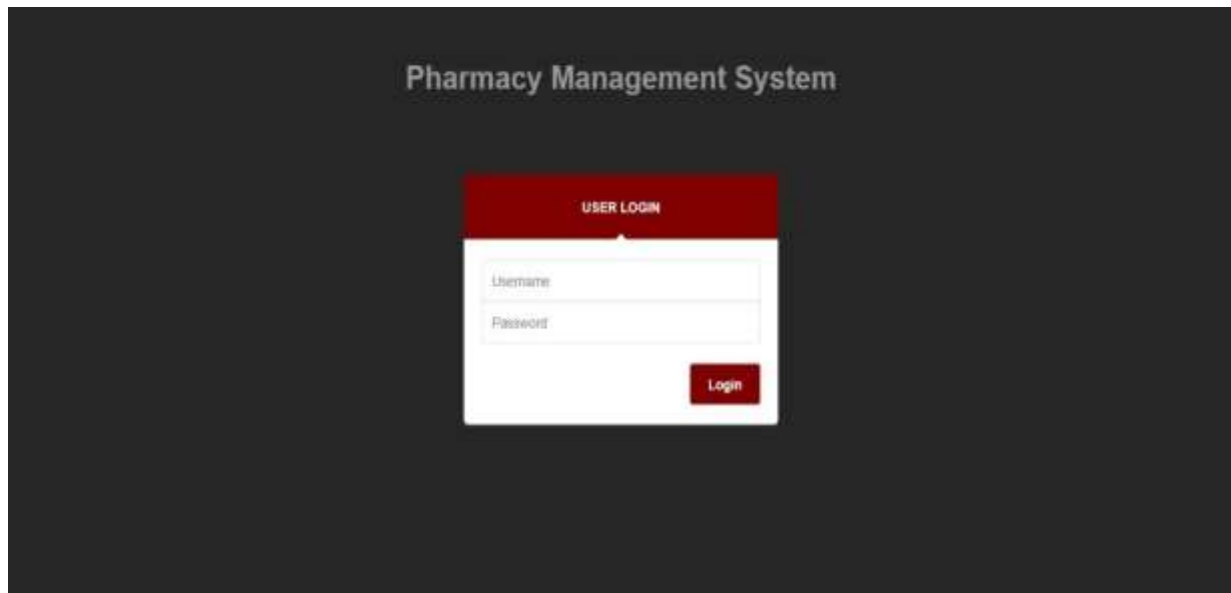 Pharmacy Management System
USER LOGIN
Username
Password
Login